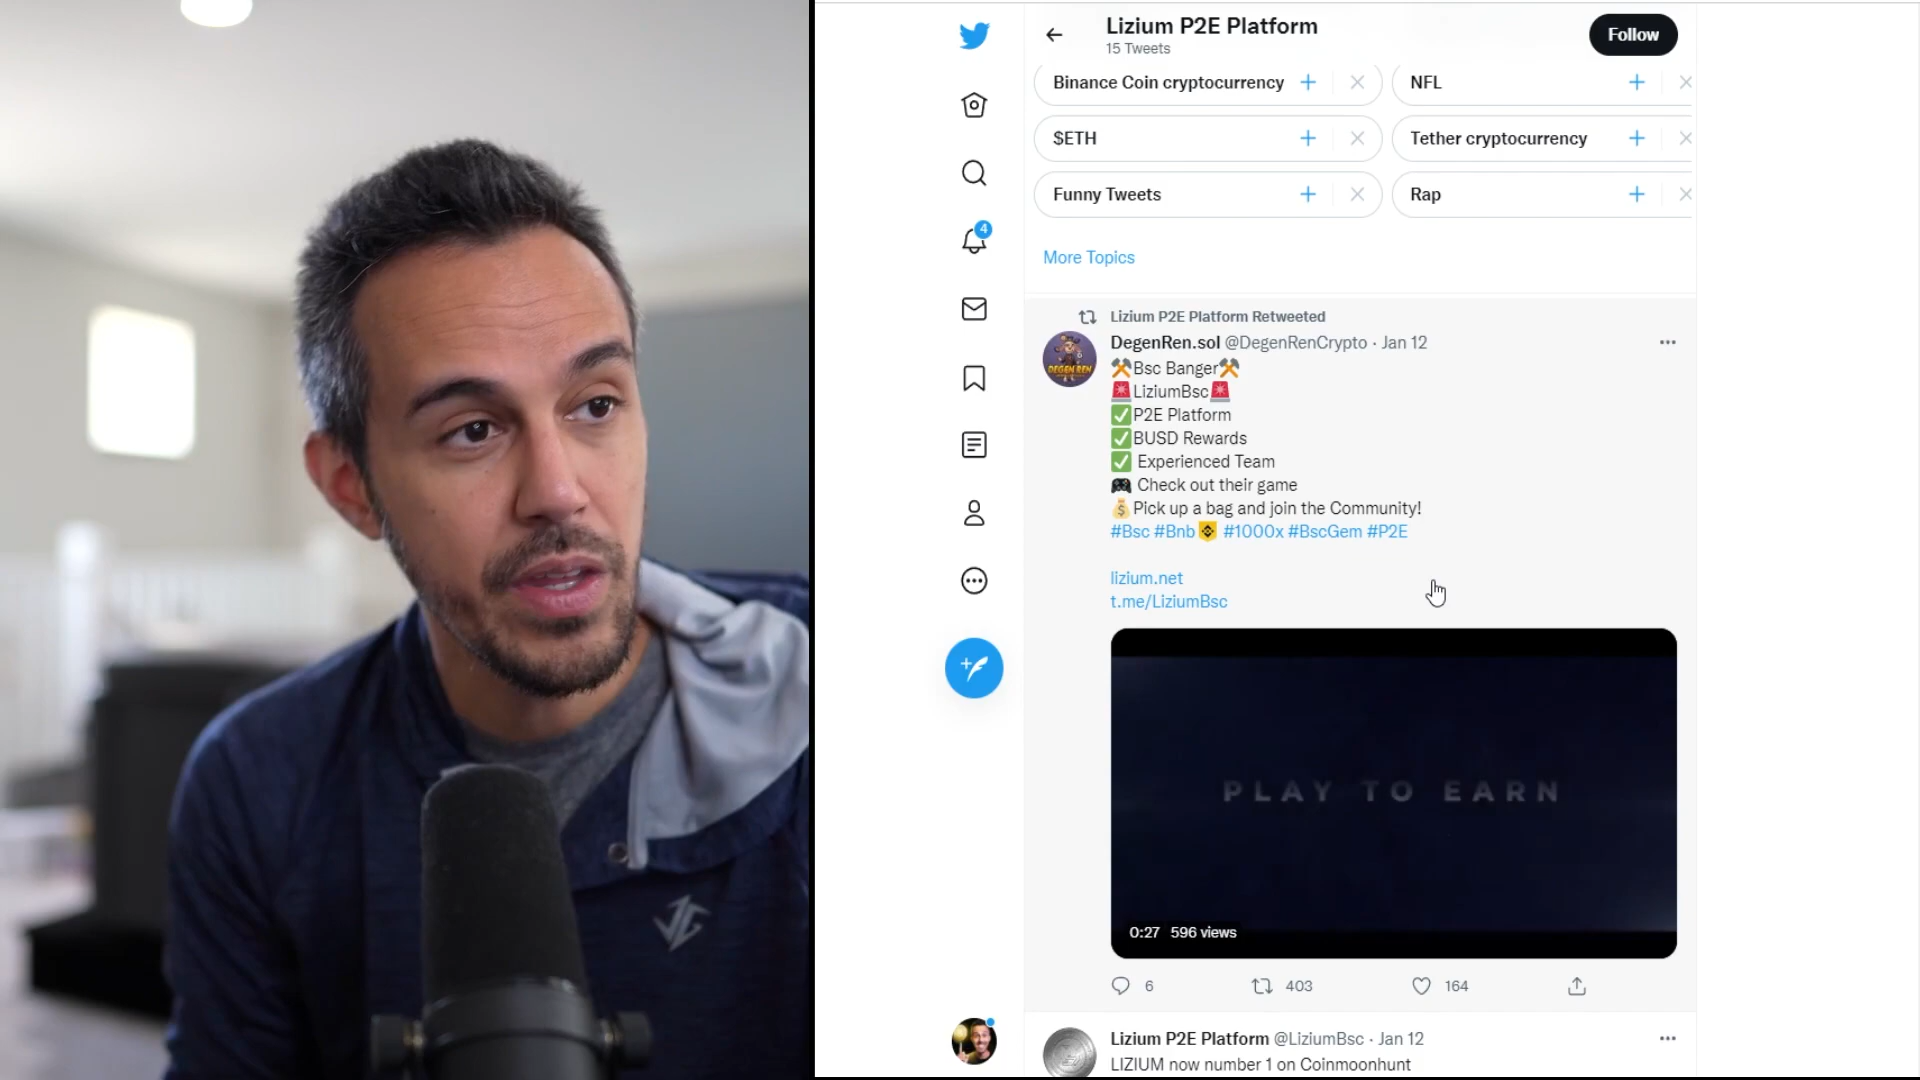 Lizium P2E Platform
15 Tweets
Follow
Binance Coin cryptocurrency
NFL
$ETH
Tether cryptocurrency
Funny Tweets
Rap
More Topics
4
Lizium P2E Platform Retweeted
DegenRen.sol @DegenRenCrypto · Jan 12
⚒️Bsc Banger⚒️
🚨LiziumBsc🚨
✅P2E Platform
✅BUSD Rewards
✅ Experienced Team
🎮 Check out their game
💰Pick up a bag and join the Community!
#Bsc #Bnb #1000x #BscGem #P2E
lizium.net
t.me/LiziumBsc
PLAY TO EARN
0:27 596 views
6 403 164
Lizium P2E Platform @LiziumBsc · Jan 12
LIZIUM now number 1 on Coinmoonhunt